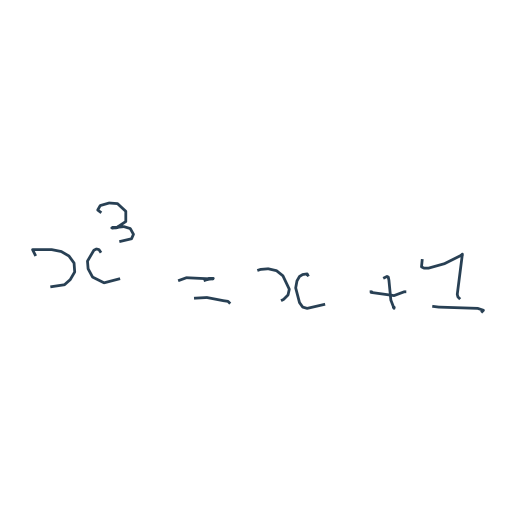 x³ = x + 1